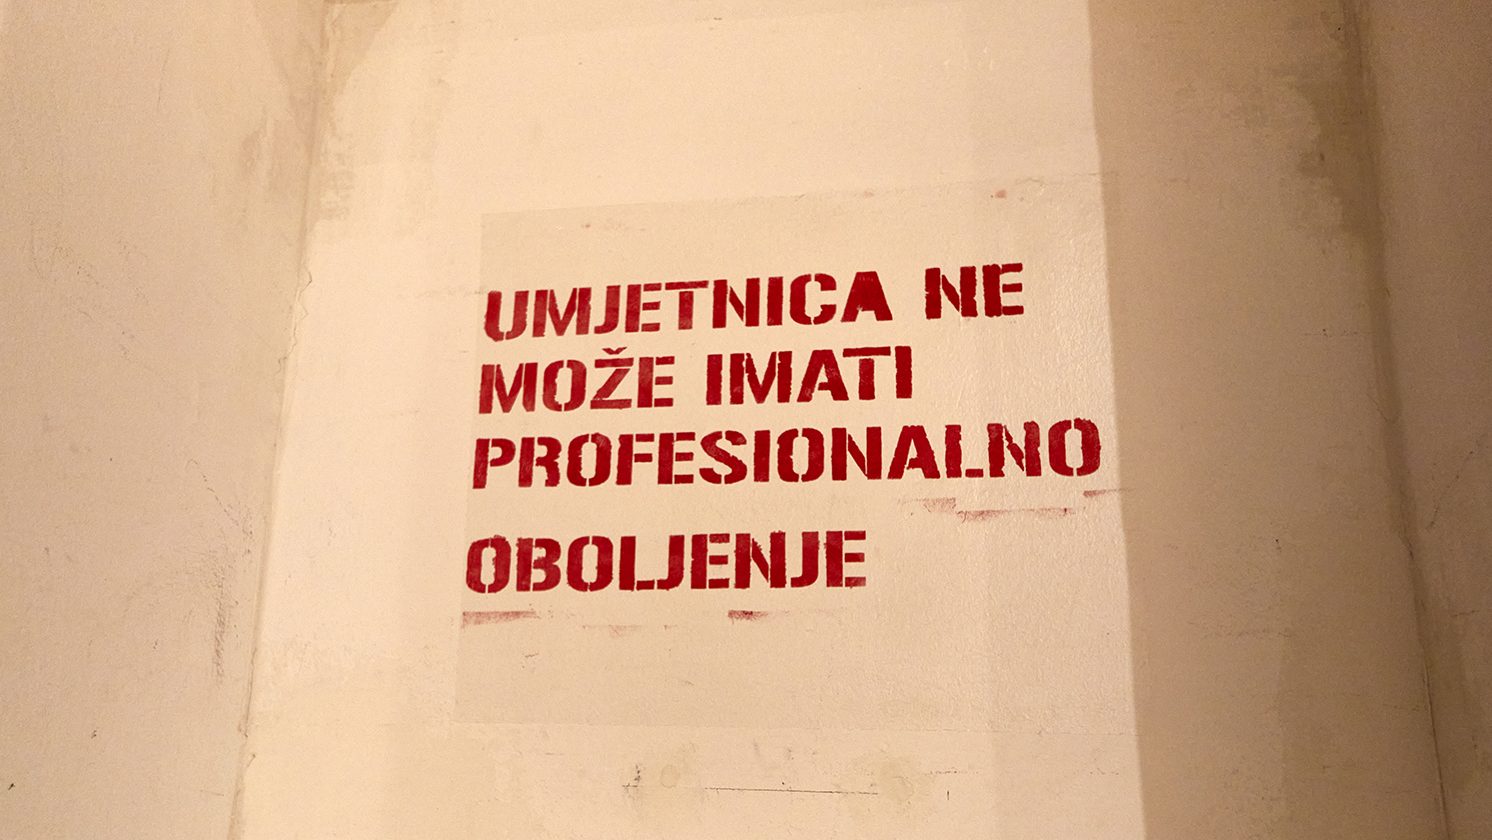 UMJETNICA NE
MOŽE IMATI
PROFESIONALNO
OBOLJENJE